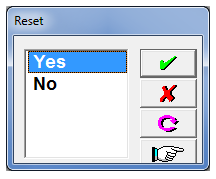 Reset
Yes
No